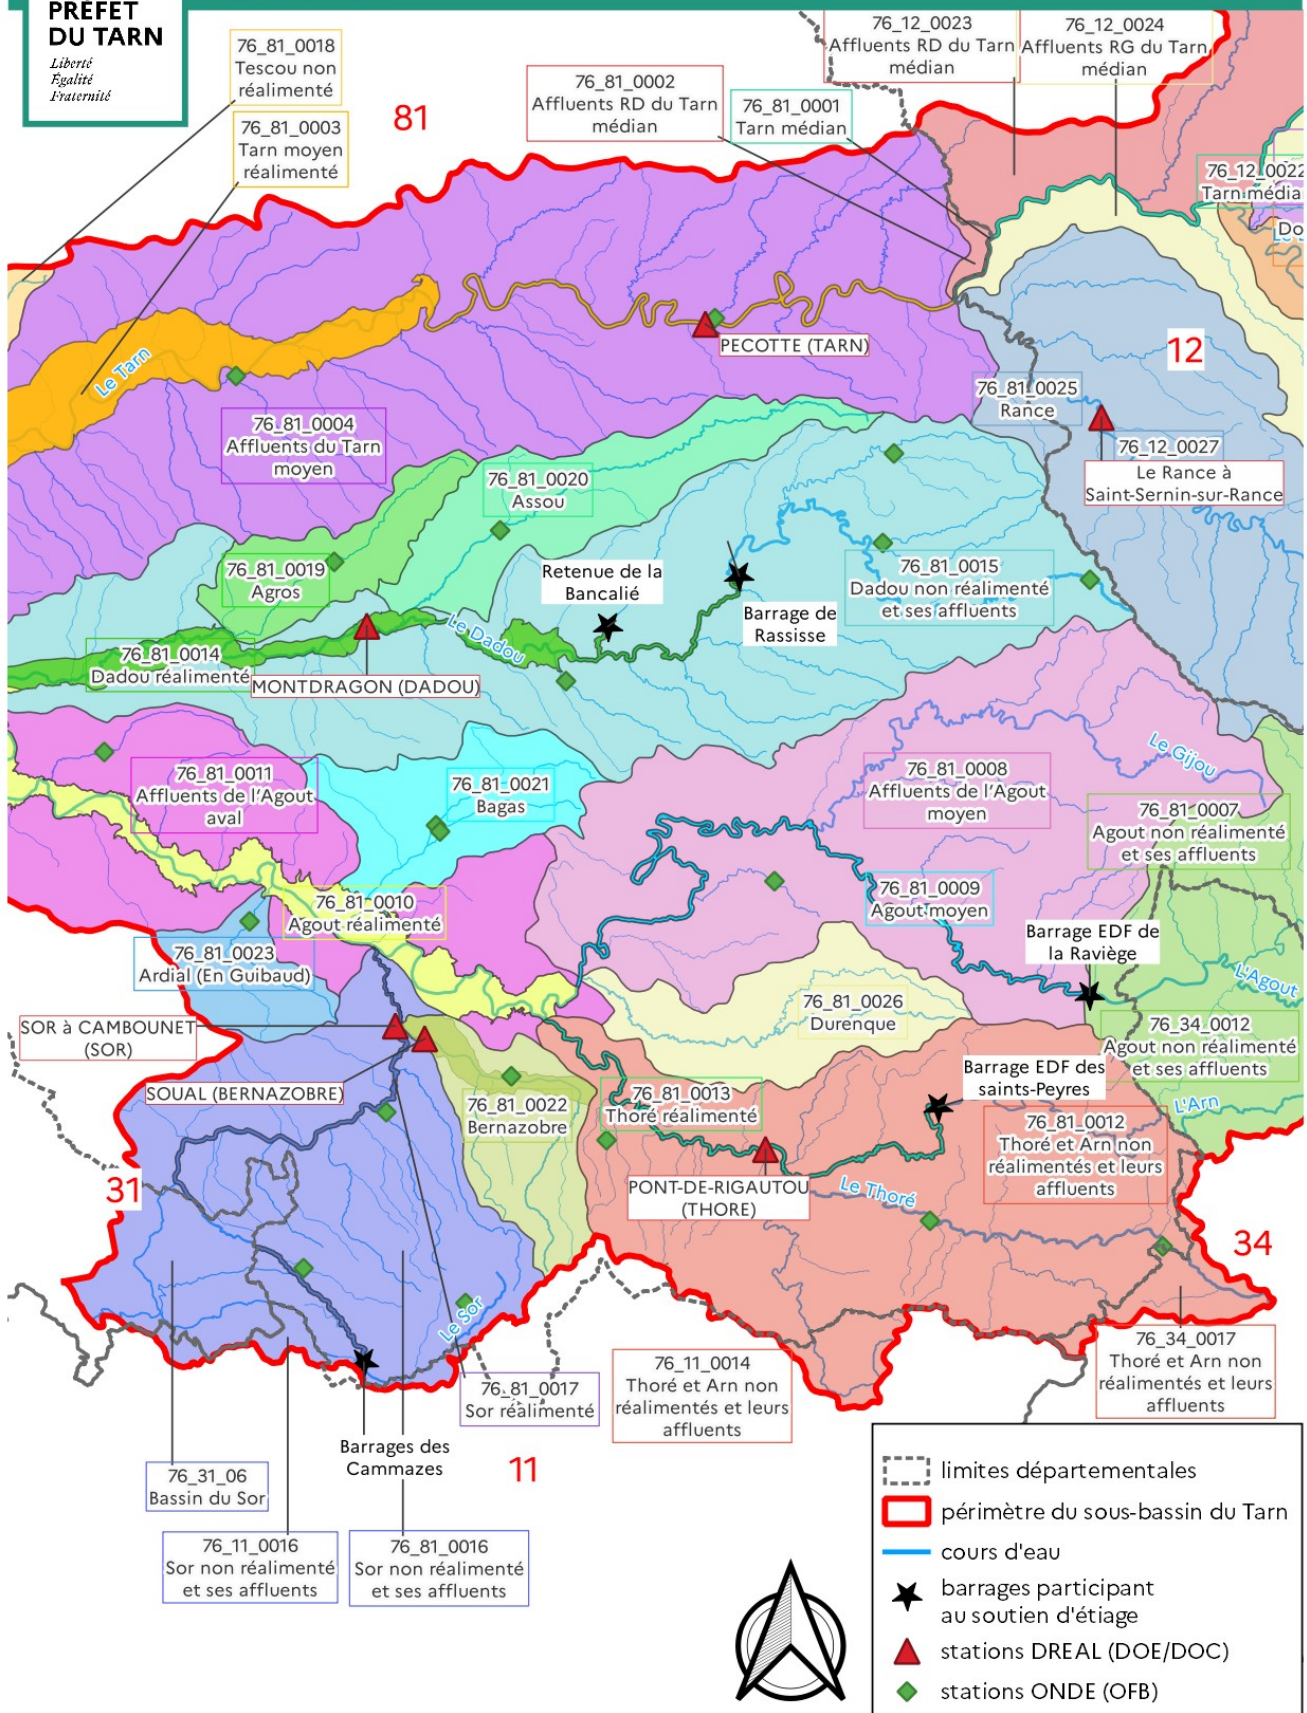 PRÉFET
DU TARN
Liberté
Égalité
Fraternité
76_81_0018
Tescou non
réalimenté
76_81_0003
Tarn moyen
réalimenté
81
76_81_0002
Affluents RD du Tarn
médian
76_81_0001
Tarn médian
76_12_0023
Affluents RD du Tarn
médian
76_12_0024
Affluents RG du Tarn
médian
76_12_0022
Tarn média
Do
Le Tarn
PECOTTE (TARN)
12
76_81_0025
Rance
76_12_0027
Le Rance à
Saint-Sernin-sur-Rance
76_81_0004
Affluents du Tarn
moyen
76_81_0020
Assou
76_81_0019
Agros
Retenue de la
Bancalié
76_81_0015
Dadou non réalimenté
et ses affluents
Barrage de
Rassisse
Le Dadou
76_81_0014
Dadou réalimenté
MONTDRAGON (DADOU)
Le Gijou
76_81_0011
Affluents de l'Agout
aval
76_81_0021
Bagas
76_81_0008
Affluents de l'Agout
moyen
76_81_0007
Agout non réalimenté
et ses affluents
76_81_0010
Agout réalimenté
76_81_0009
Agout moyen
Barrage EDF de
la Raviège
76_81_0023
Ardial (En Guibaud)
L'Agout
76_81_0026
Durenque
SOR à CAMBOUNET
(SOR)
76_34_0012
Agout non réalimenté
et ses affluents
SOUAL (BERNAZOBRE)
76_81_0022
Bernazobre
76_81_0013
Thoré réalimenté
Barrage EDF des
saints-Peyres
L'Arn
76_81_0012
Thoré et Arn non
réalimentés et leurs
affluents
31
PONT-DE-RIGAUTOU
(THORE)
Le Thoré
34
Le Sor
76_81_0017
Sor réalimenté
76_11_0014
Thoré et Arn non
réalimentés et leurs
affluents
76_34_0017
Thoré et Arn non
réalimentés et leurs
affluents
Barrages des
Cammazes
11
76_31_06
Bassin du Sor
76_11_0016
Sor non réalimenté
et ses affluents
76_81_0016
Sor non réalimenté
et ses affluents
limites départementales
périmètre du sous-bassin du Tarn
cours d'eau
barrages participant
au soutien d'étiage
stations DREAL (DOE/DOC)
stations ONDE (OFB)